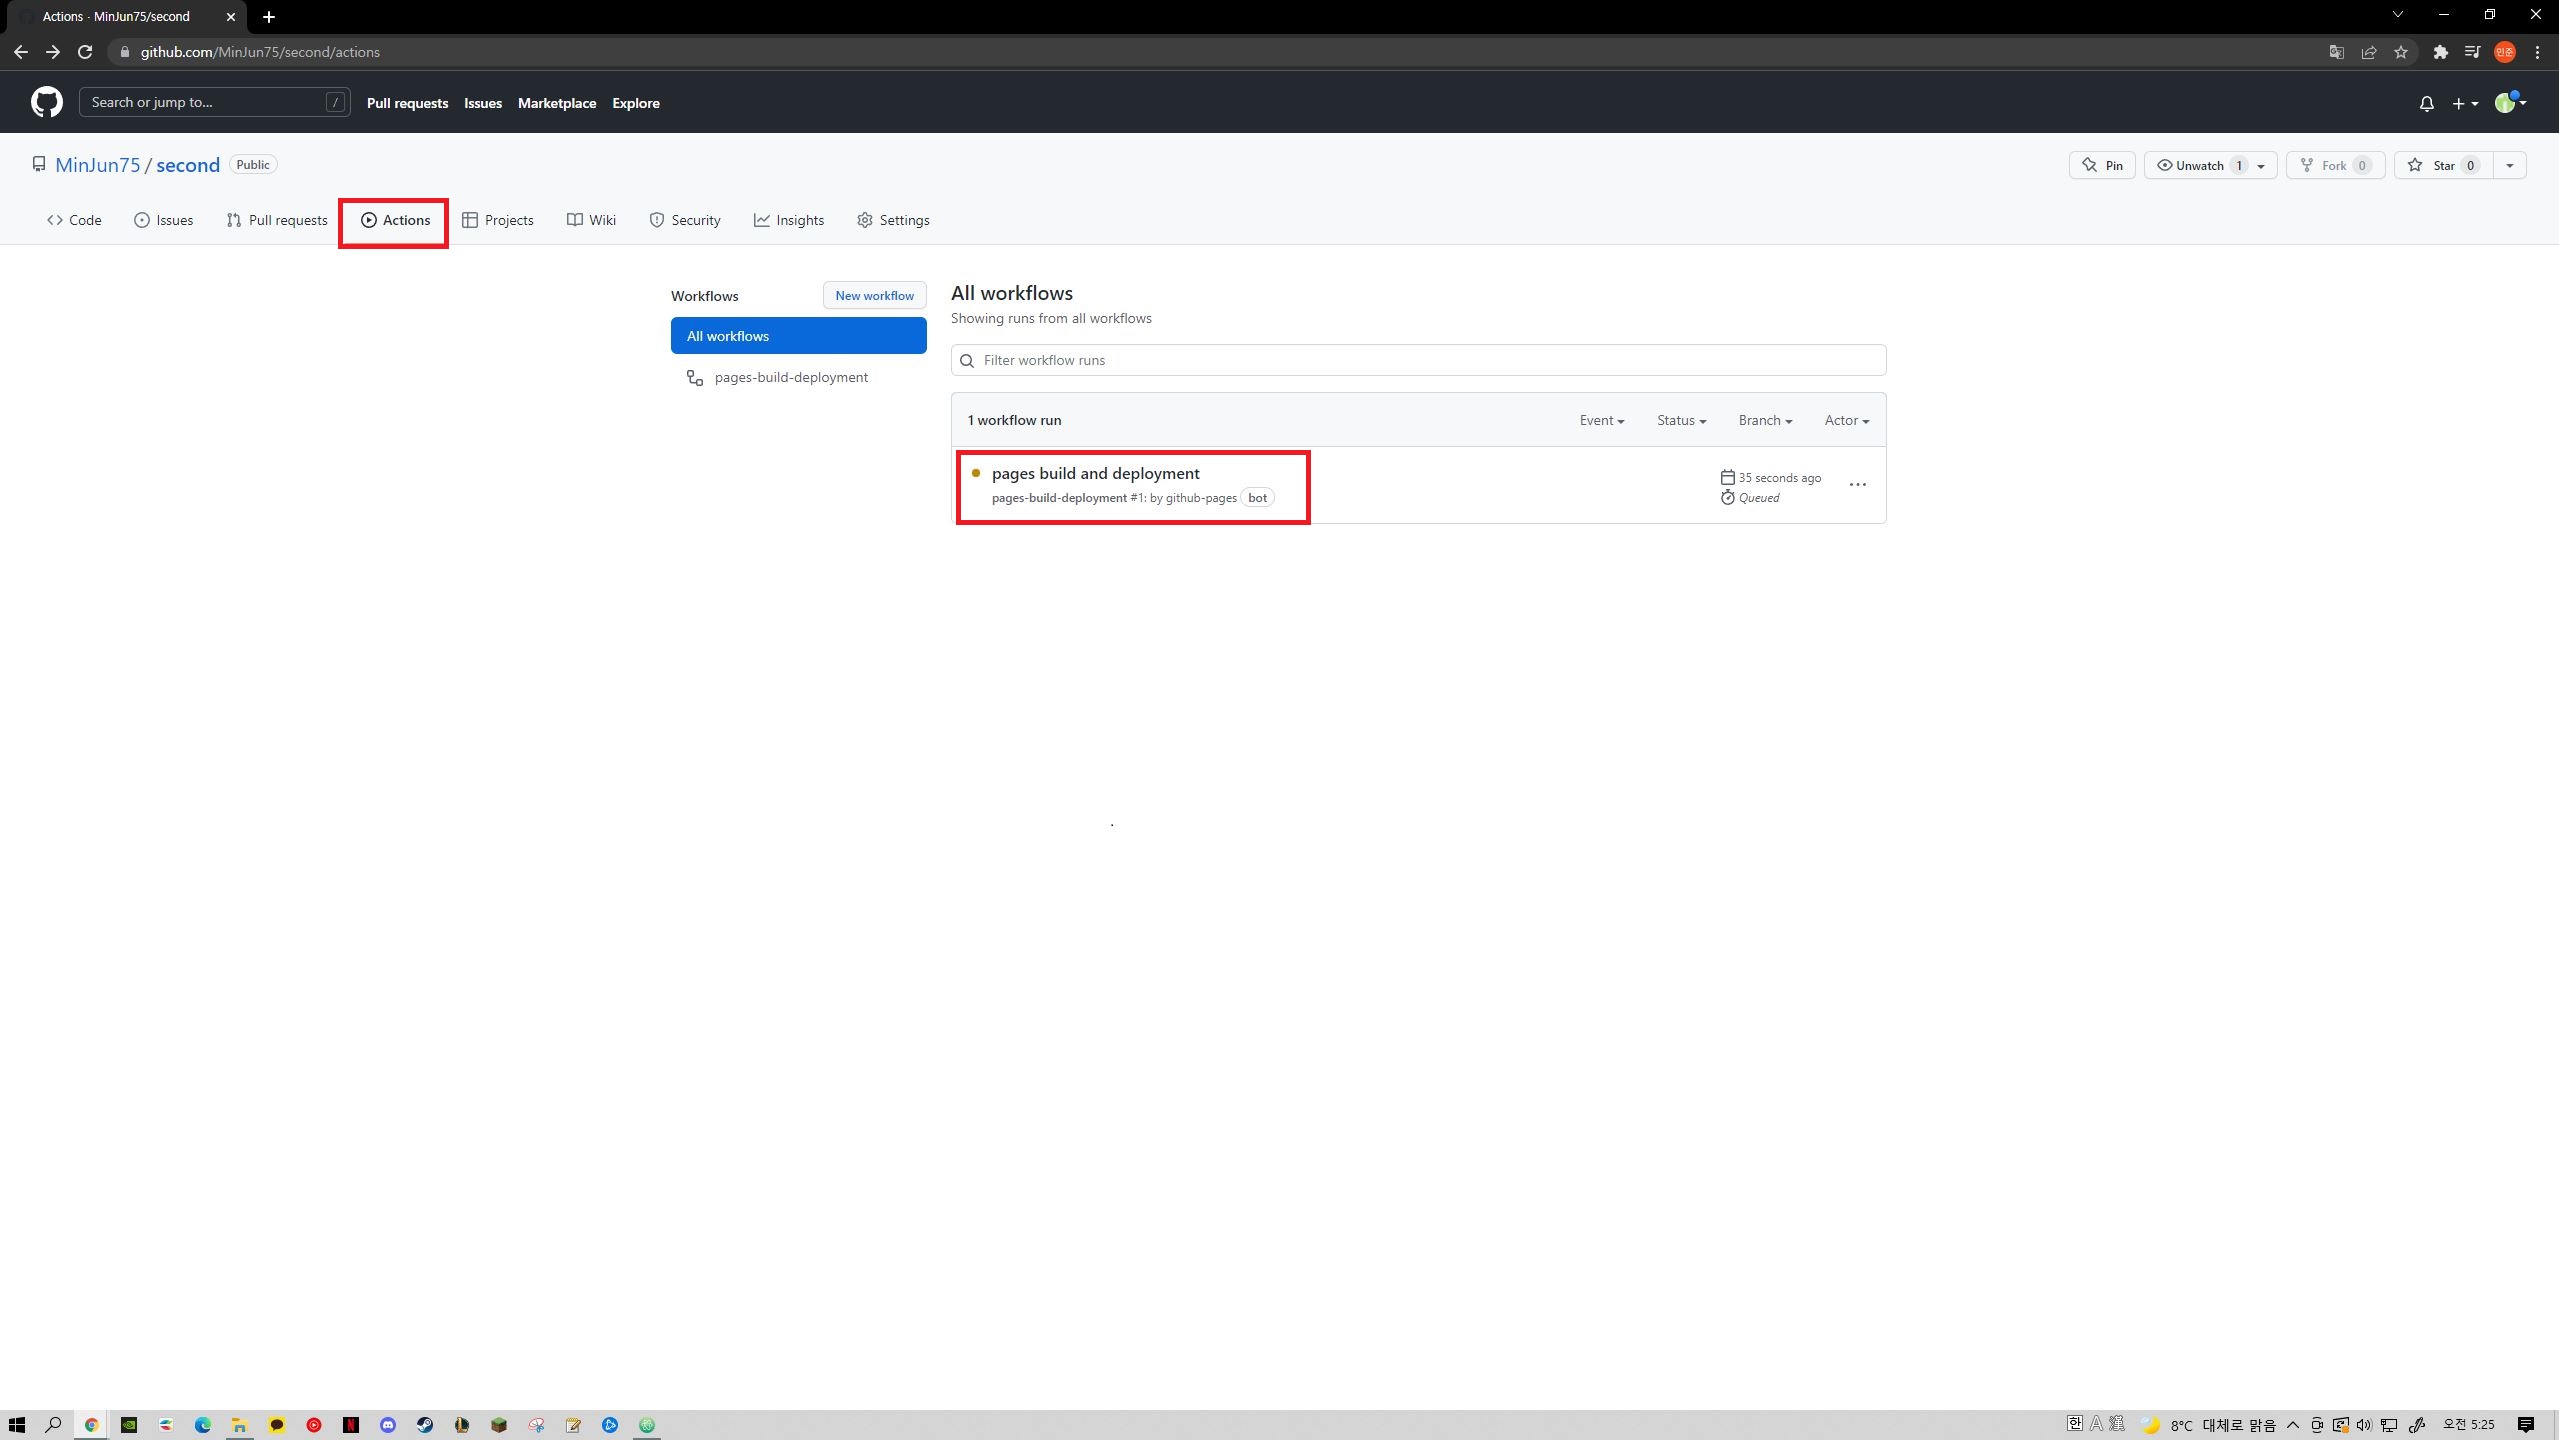 Actions · MinJun75/second
github.com/MinJun75/second/actions
민준
Search or jump to...
/
Pull requests
Issues
Marketplace
Explore
MinJun75 / second
Public
Pin
Unwatch 1
Fork 0
Star 0
Code
Issues
Pull requests
Actions
Projects
Wiki
Security
Insights
Settings
Workflows
New workflow
All workflows
pages-build-deployment
All workflows
Showing runs from all workflows
Filter workflow runs
1 workflow run
Event
Status
Branch
Actor
pages build and deployment
pages-build-deployment #1: by github-pages bot
35 seconds ago
Queued
한 A 漢
8°C 대체로 맑음
오전 5:25